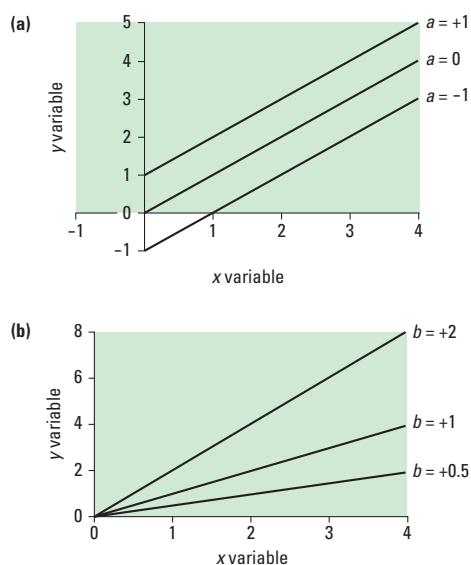 (a)
5
4
3
2
1
0
−1
−1
1
2
3
4
y variable
x variable
a = +1
a = 0
a = −1
(b)
8
6
4
2
0
0
1
2
3
4
y variable
x variable
b = +2
b = +1
b = +0.5